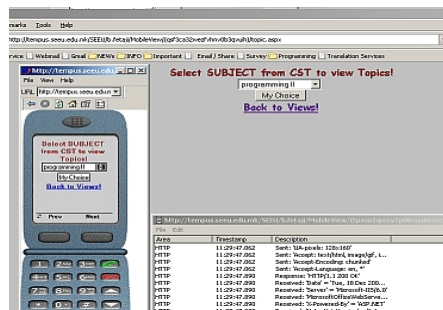 marks Tools Help
http://tempus.seeu.edu.mk/SEEU/b.fetaji/MobileView/
/topic.aspx
rvice Webmail Gmail NEWs INFO Important Email / Share Survey Programming Translation Services
http://tempus.seeu.edu.m
File View Help
URL http://tempus.seeu.edu.m
Select SUBJECT
from CST to view
Topics!
programming II
My Choice
Back to Views!
Prev Next
Select SUBJECT from CST to view Topics!
programming II
My Choice
Back to Views!
http://tempus.seeu.edu.mk/SEEU/b.fetaji/MobileView/
File Edit
Area Timestamp Description
HTTP 11:29:47.062 Sent: 'UA-pixels: 128x160'
HTTP 11:29:47.062 Sent: 'Accept: text/html, image/gif, i...
HTTP 11:29:47.062 Sent: 'Accept-Encoding: chunked'
HTTP 11:29:47.062 Sent: 'Accept-Language: en, *'
HTTP 11:29:47.890 Response: 'HTTP/1.1 200 OK'
HTTP 11:29:47.890 Received: 'Date' = 'Tue, 18 Dec 200...
HTTP 11:29:47.890 Received: 'Server' = 'Microsoft-IIS/6.0'
HTTP 11:29:47.890 Received: 'MicrosoftOfficeWebServe...
HTTP 11:29:47.890 Received: 'X-Powered-By' = 'ASP.NET'